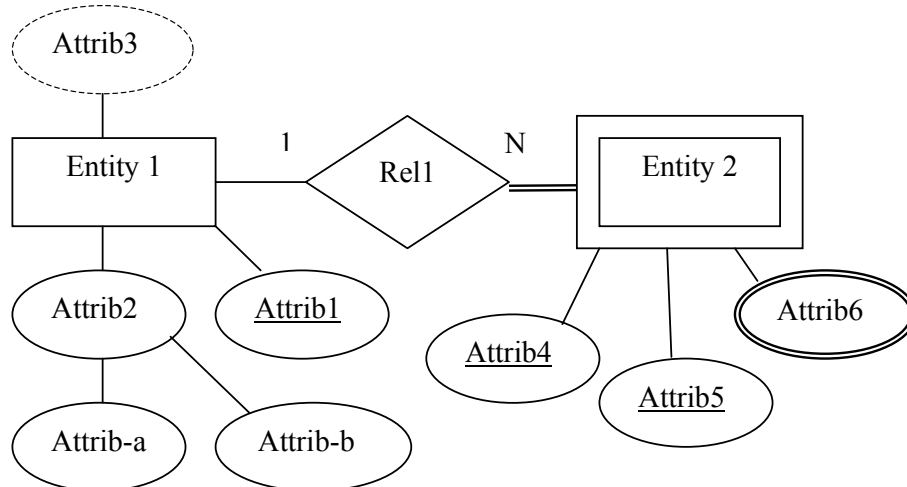 Attrib3
Entity 1
1
Rel1
N
Entity 2
Attrib2
Attrib1
Attrib4
Attrib5
Attrib6
Attrib-a
Attrib-b